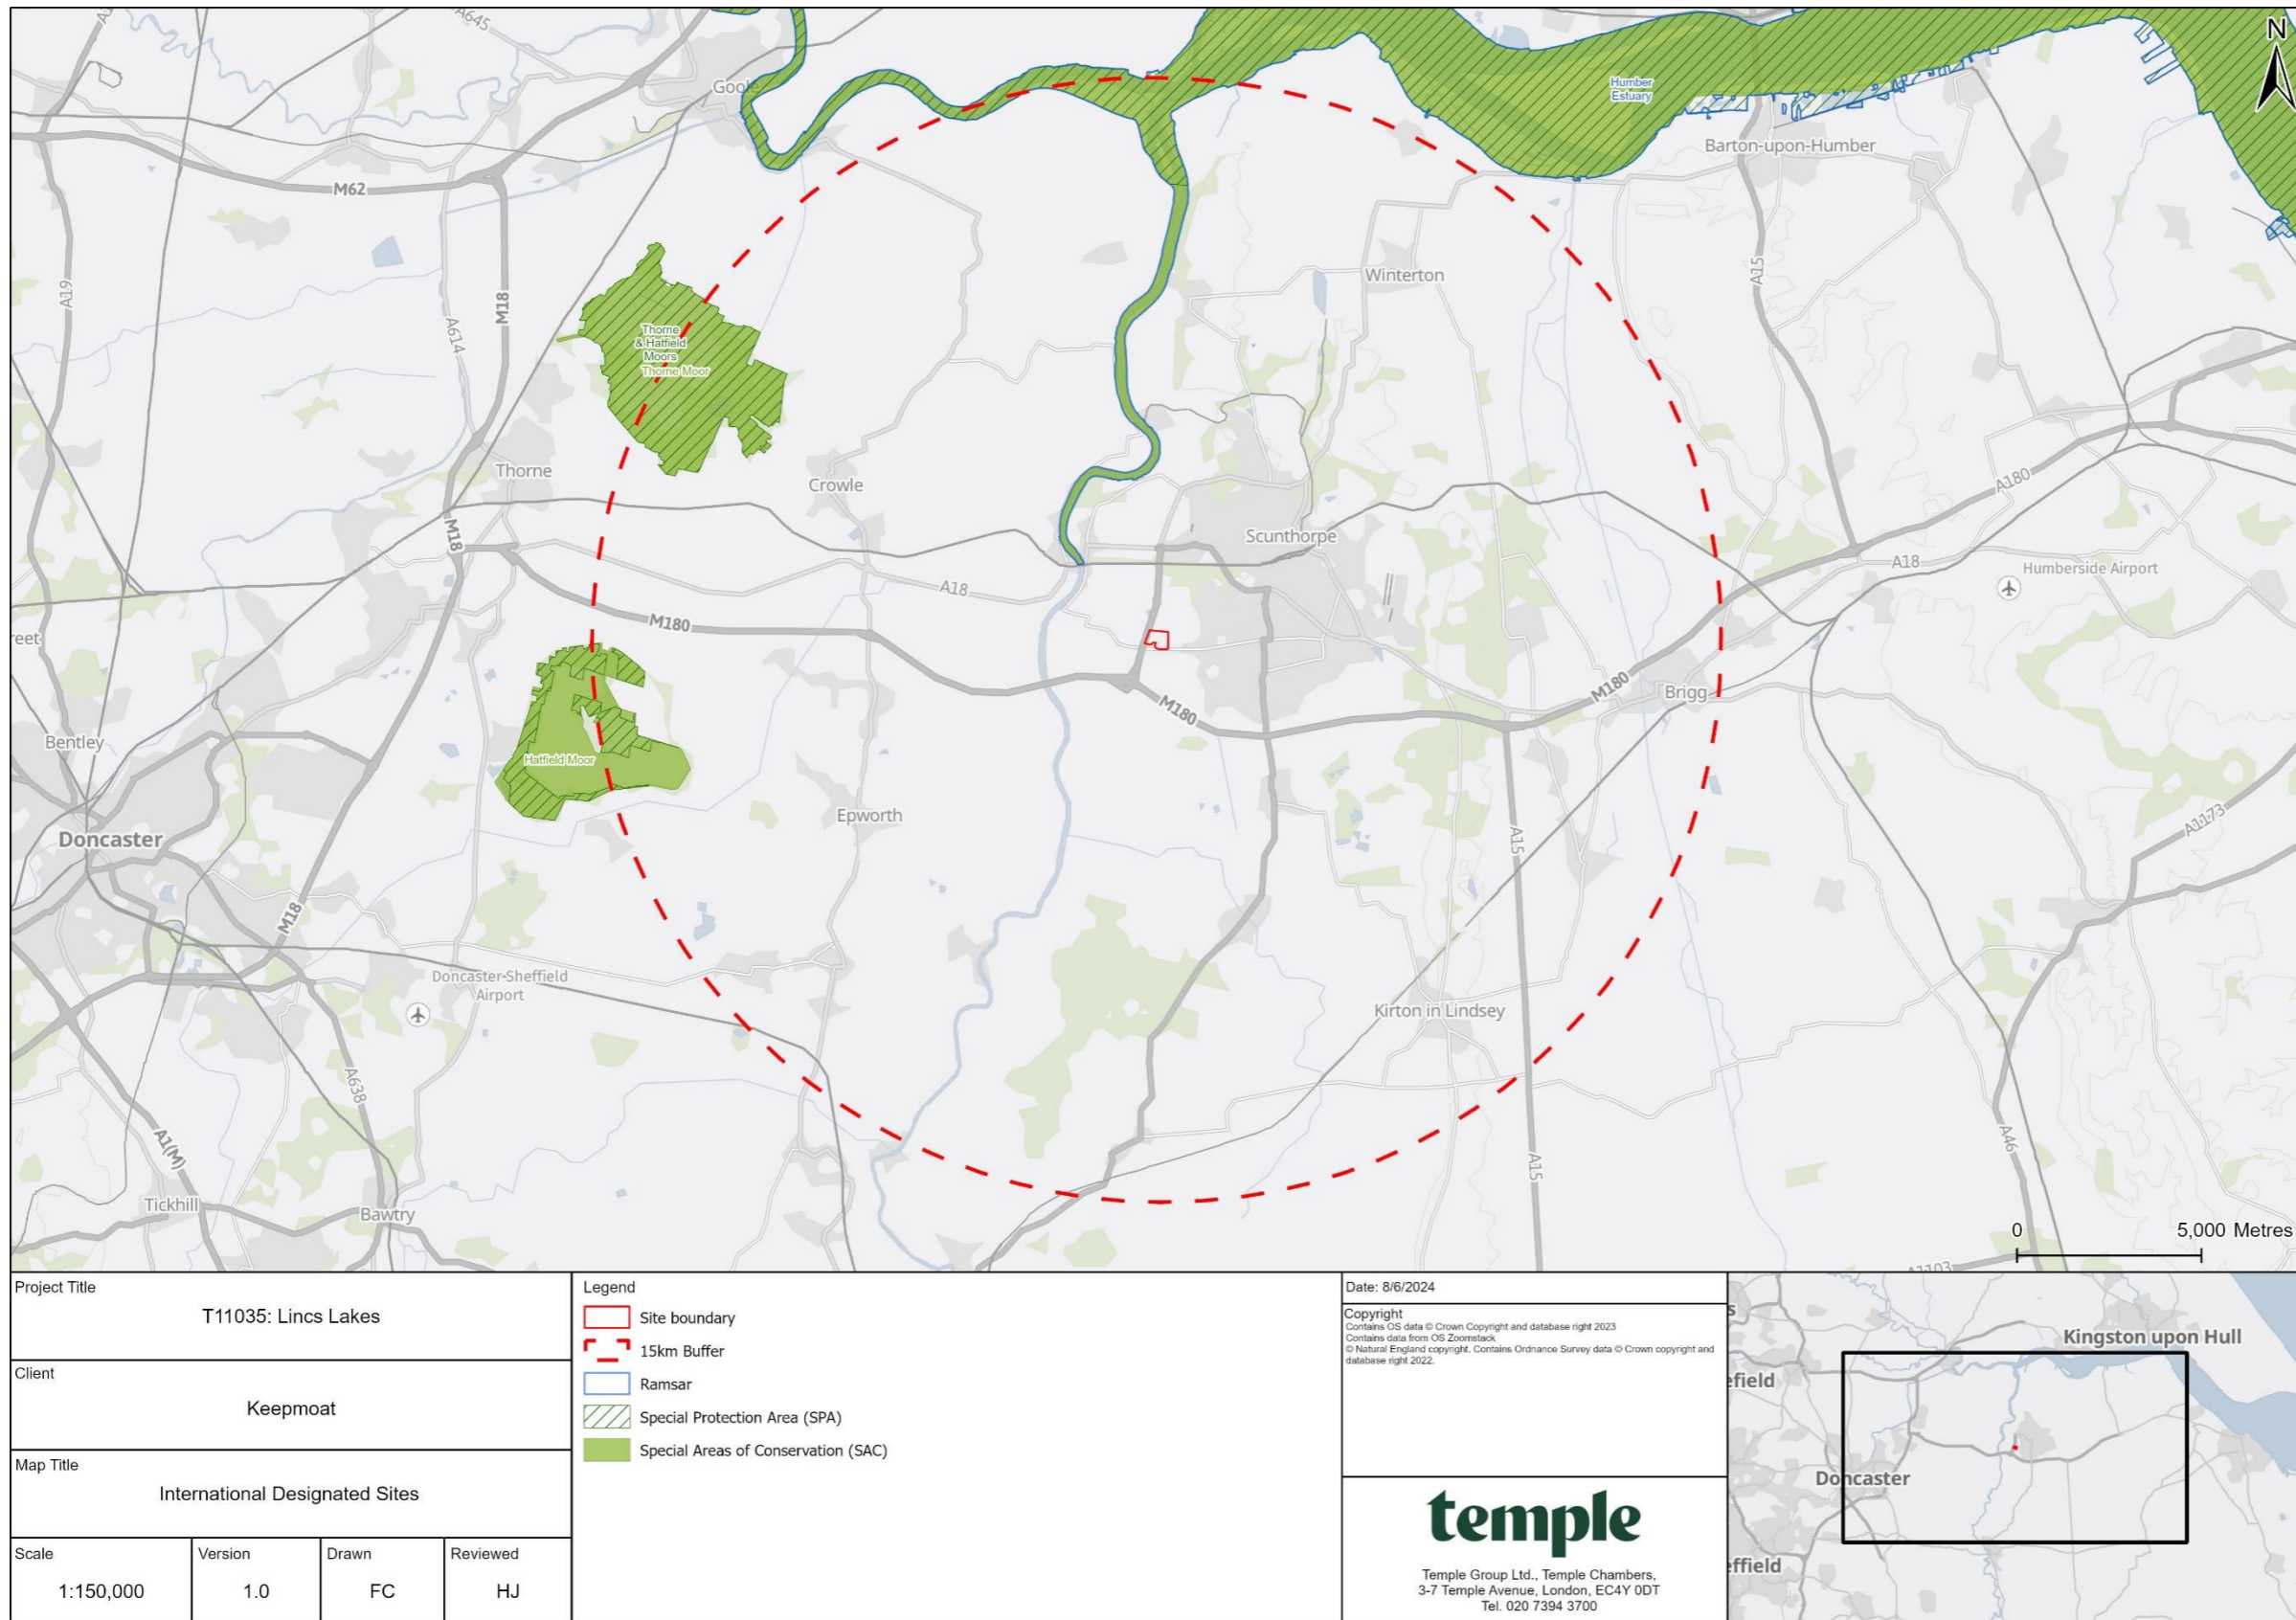 A645
N
Goole
Humber
Estuary
Barton-upon-Humber
M62
A19
M18
A614
A15
Winterton
Thorne
& Hatfield
Moors
Thorne Moor
Thorne
Crowle
M18
Scunthorpe
A180
A18
A18
Humberside Airport
M180
reet
M180
M180
Brigg
Bentley
Hatfield Moor
Epworth
Doncaster
A15
A1173
M18
Doncaster-Sheffield
Airport
Kirton in Lindsey
A638
A1(M)
A46
A15
Tickhill
Bawtry
0
5,000 Metres
A1103
Project Title
T11035: Lincs Lakes
Client
Keepmoat
Map Title
International Designated Sites
Scale
1:150,000
Version
1.0
Drawn
FC
Reviewed
HJ
Legend
Site boundary
15km Buffer
Ramsar
Special Protection Area (SPA)
Special Areas of Conservation (SAC)
Date: 8/6/2024
Copyright
Contains OS data © Crown Copyright and database right 2023
Contains data from OS Zoomstack
© Natural England copyright. Contains Ordnance Survey data © Crown copyright and
database right 2022.
temple
Temple Group Ltd., Temple Chambers,
3-7 Temple Avenue, London, EC4Y 0DT
Tel. 020 7394 3700
s
Kingston upon Hull
efield
Doncaster
effield